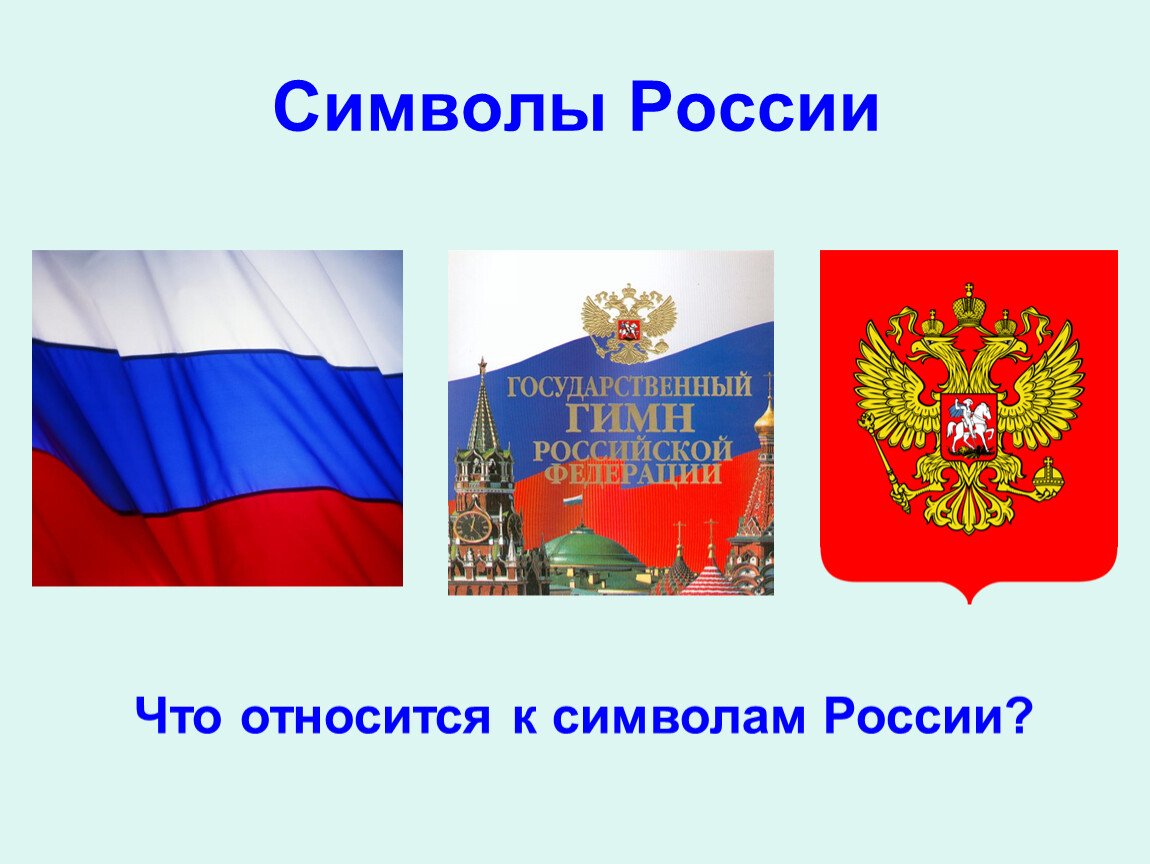 Символы России
ГОСУДАРСТВЕННЫЙ
ГИМН
РОССИЙСКОЙ
ФЕДЕРАЦИИ
Что относится к символам России?